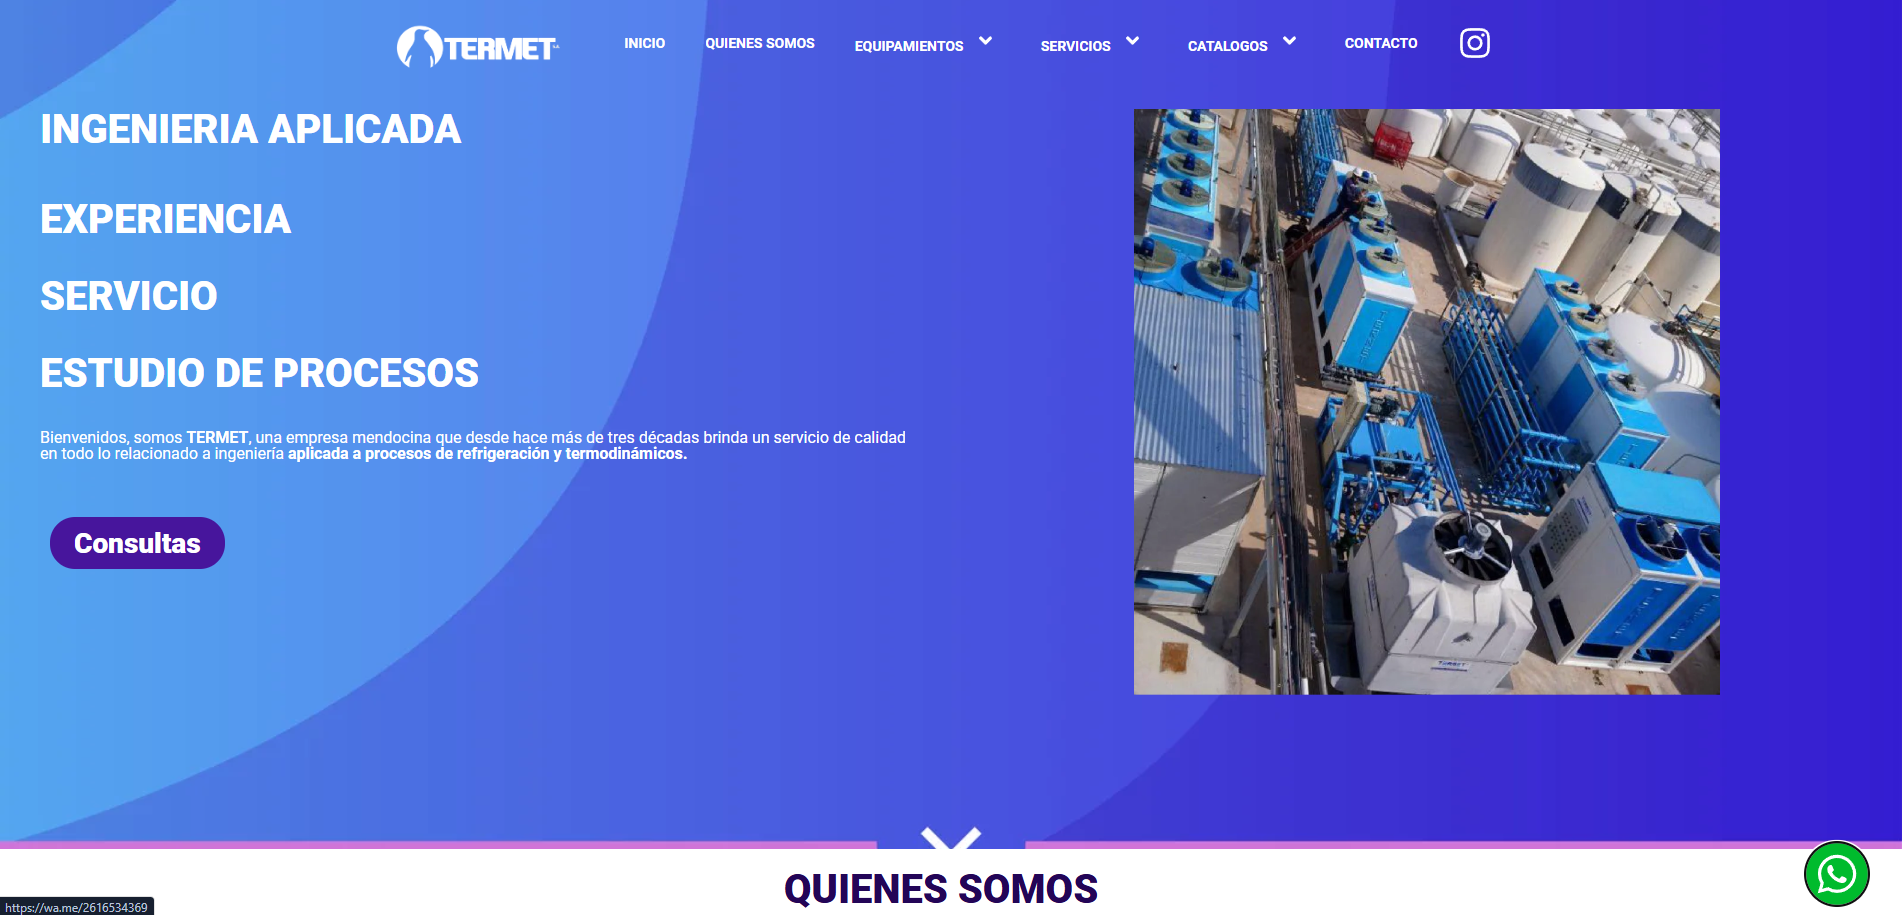 TERMET
INICIO
QUIENES SOMOS
EQUIPAMIENTOS
SERVICIOS
CATALOGOS
CONTACTO
INGENIERIA APLICADA
EXPERIENCIA
SERVICIO
ESTUDIO DE PROCESOS
Bienvenidos, somos TERMET, una empresa mendocina que desde hace más de tres décadas brinda un servicio de calidad
en todo lo relacionado a ingeniería aplicada a procesos de refrigeración y termodinámicos.
Consultas
TERMET
QUIENES SOMOS
https://wa.me/2616534369